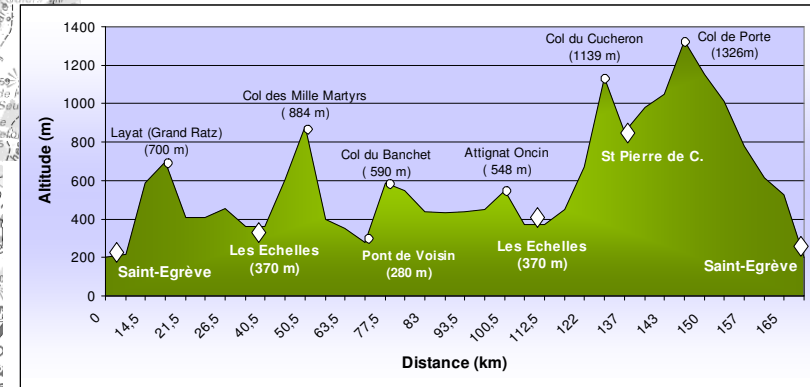 1400
1200
1000
800
600
400
200
0
Altitude (m)
Layat (Grand Ratz)
(700 m)
Col des Mille Martyrs
( 884 m)
Col du Banchet
( 590 m)
Attignat Oncin
( 548 m)
Col du Cucheron
(1139 m)
Col de Porte
(1326m)
St Pierre de C.
Saint-Egrève
Les Echelles
(370 m)
Pont de Voisin
(280 m)
Les Echelles
(370 m)
Saint-Egrève
0
14,5
21,5
26,5
40,5
50,5
63,5
77,5
83
93,5
100,5
112,5
122
137
143
150
157
165
Distance (km)